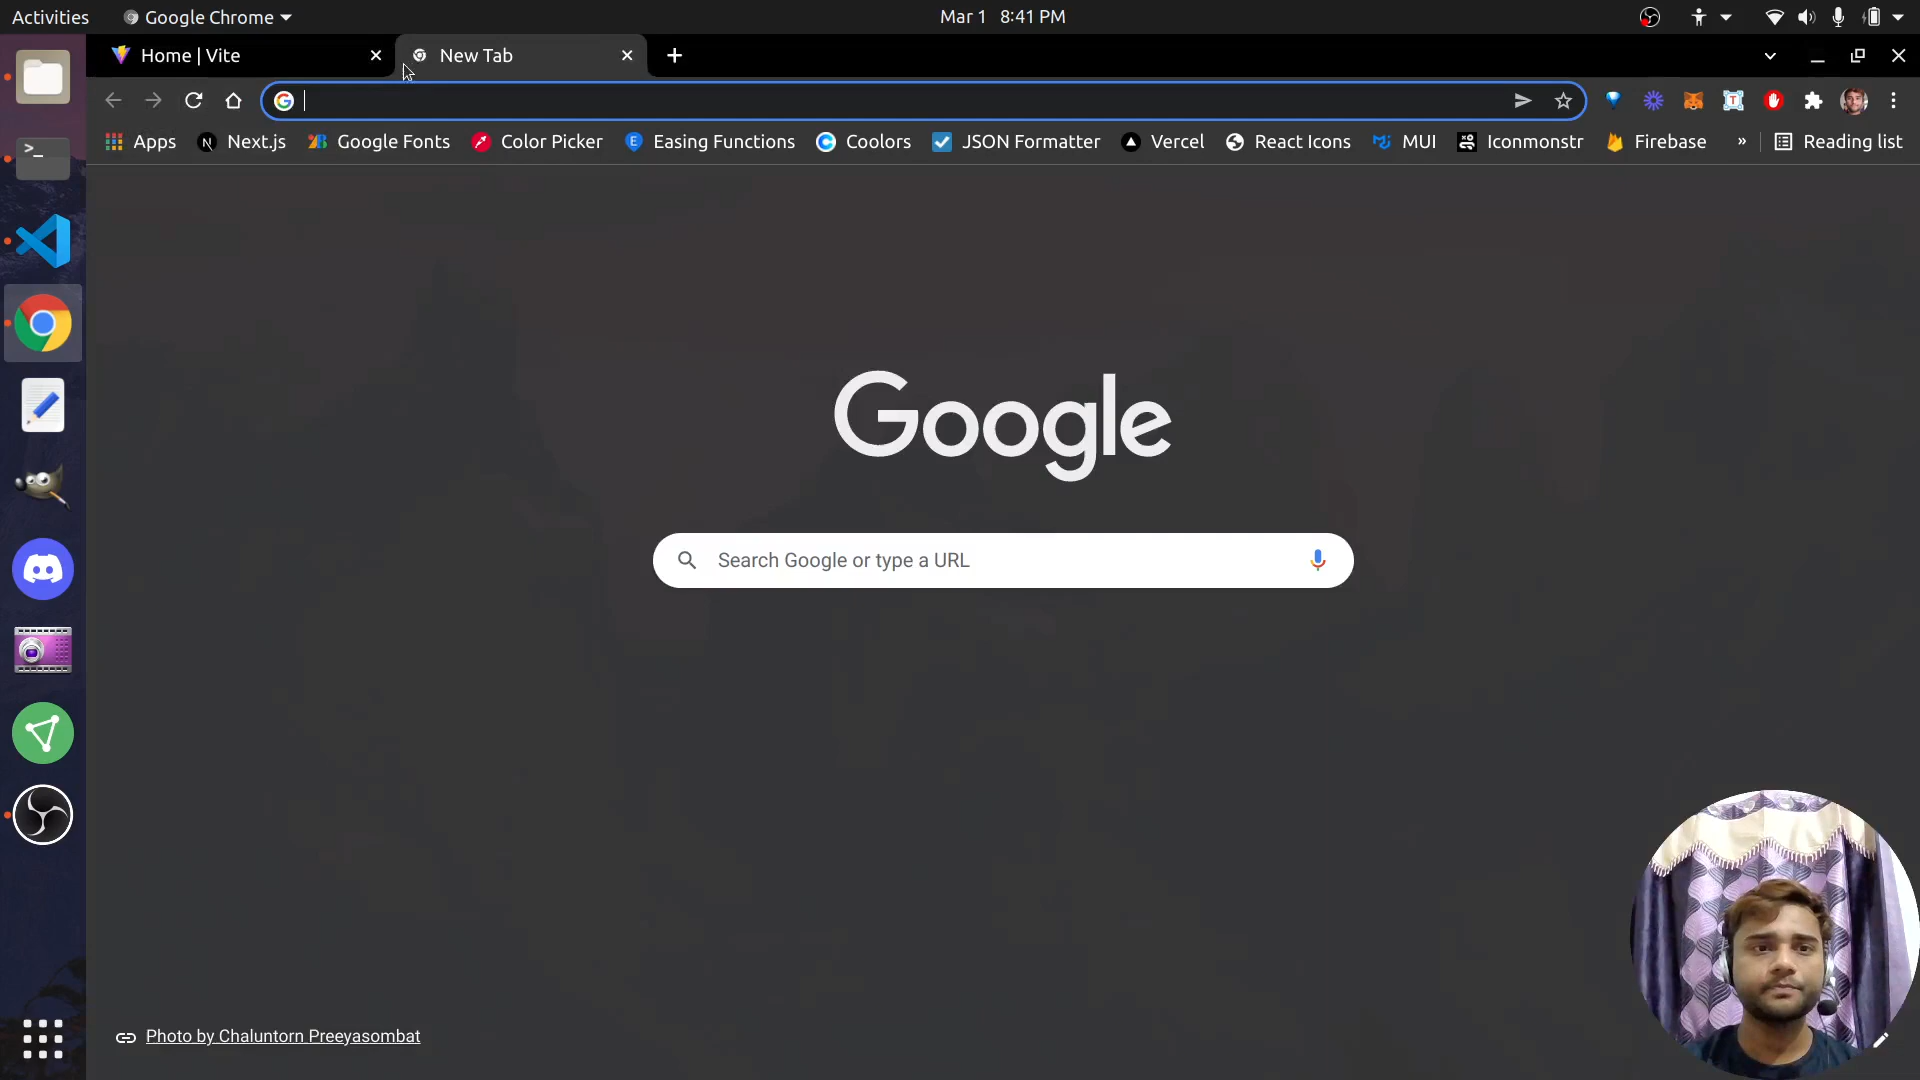 Activities Google Chrome Mar 1 8:41 PM
Home | Vite New Tab
Apps Next.js Google Fonts Color Picker Easing Functions Coolors JSON Formatter Vercel React Icons MUI Iconmonstr Firebase » Reading list
Google
Search Google or type a URL
Photo by Chaluntorn Preeyasombat